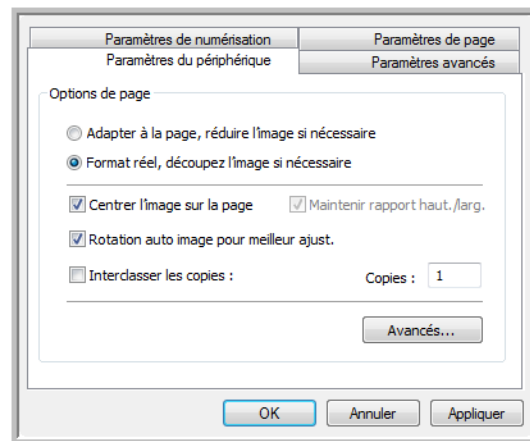 Paramètres de numérisation Paramètres de page
Paramètres du périphérique Paramètres avancés
Options de page
Adapter à la page, réduire l'image si nécessaire
Format réel, découpez l'image si nécessaire
Centrer l'image sur la page Maintenir rapport haut./larg.
Rotation auto image pour meilleur ajust.
Interclasser les copies : Copies : 1
Avancés...
OK Annuler Appliquer